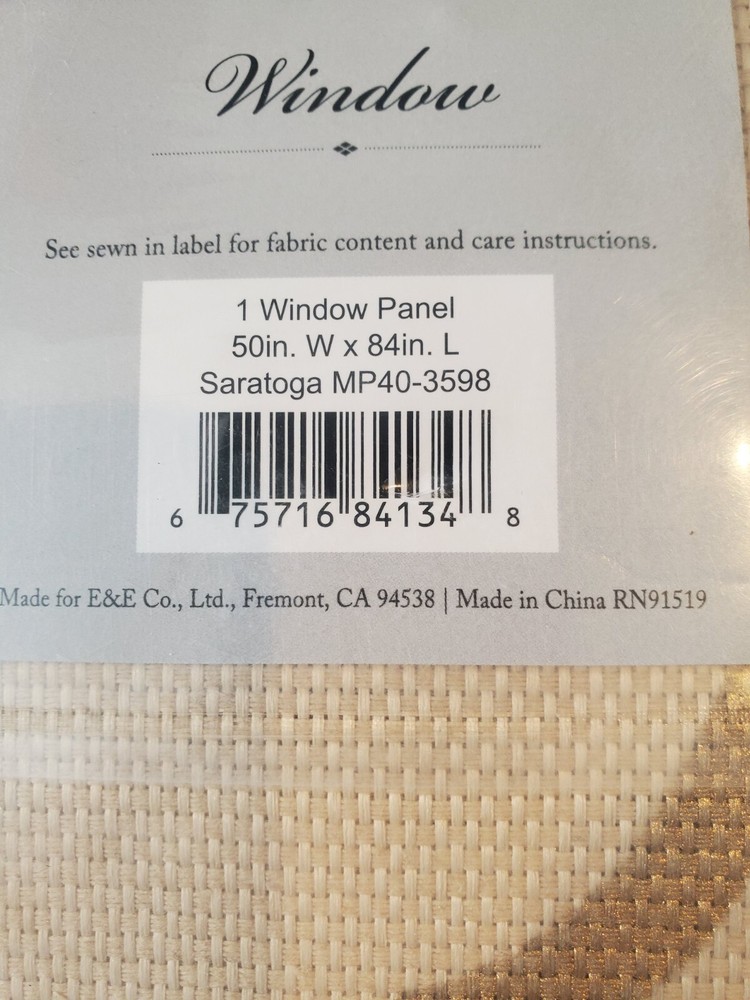 Window
See sewn in label for fabric content and care instructions.
1 Window Panel
50in. W x 84in. L
Saratoga MP40-3598
6 75716 84134 8
Made for E&E Co., Ltd., Fremont, CA 94538 | Made in China RN91519